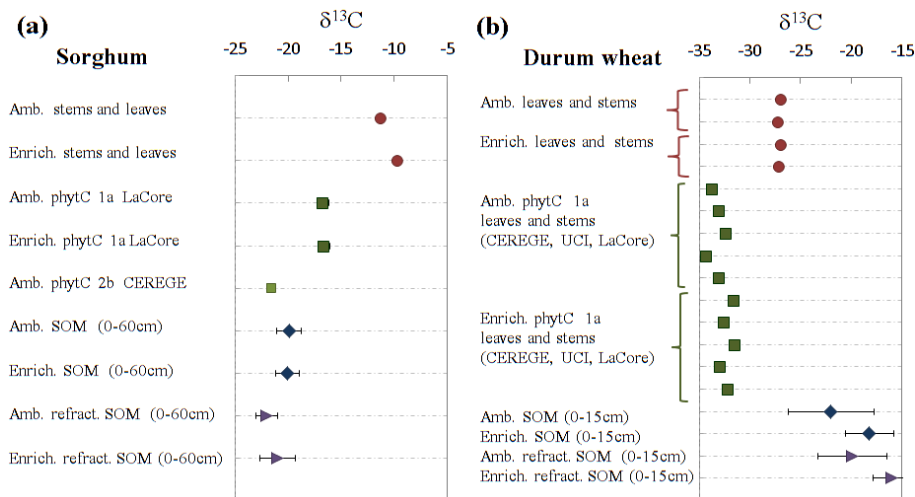 (a)
Sorghum
δ13C
-25 -20 -15 -10 -5
Amb. stems and leaves
Enrich. stems and leaves
Amb. phytC 1a LaCore
Enrich. phytC 1a LaCore
Amb. phytC 2b CEREGE
Amb. SOM (0-60cm)
Enrich. SOM (0-60cm)
Amb. refract. SOM (0-60cm)
Enrich. refract. SOM (0-60cm)
(b)
Durum wheat
δ13C
-35 -30 -25 -20 -15
Amb. leaves and stems
Enrich. leaves and stems
Amb. phytC 1a
leaves and stems
(CEREGE, UCI, LaCore)
Enrich. phytC 1a
leaves and stems
(CEREGE, UCI, LaCore)
Amb. SOM (0-15cm)
Enrich. SOM (0-15cm)
Amb. refract. SOM (0-15cm)
Enrich. refract. SOM (0-15cm)